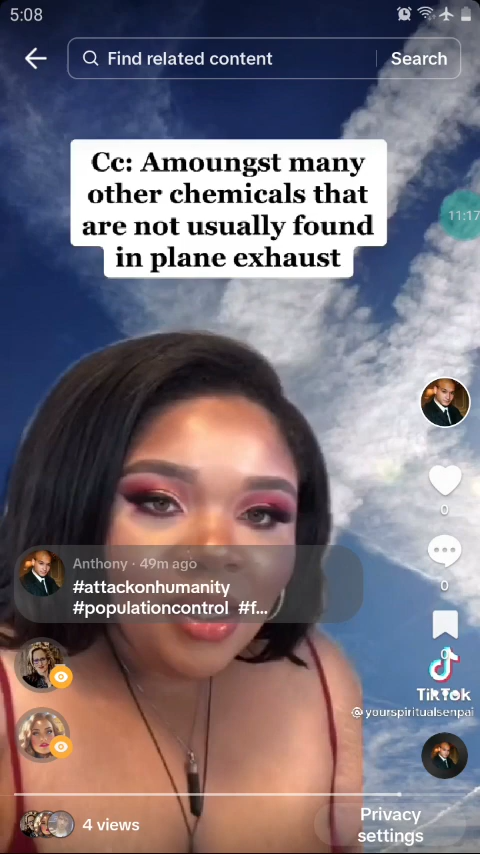 5:08
Find related content
Search
Cc: Amoungst many
other chemicals that
are not usually found
in plane exhaust
11:17
0
Anthony · 49m ago
#attackonhumanity
#populationcontrol #f...
0
0
TikTok
@yourspiritualsenpai
4 views
Privacy
settings